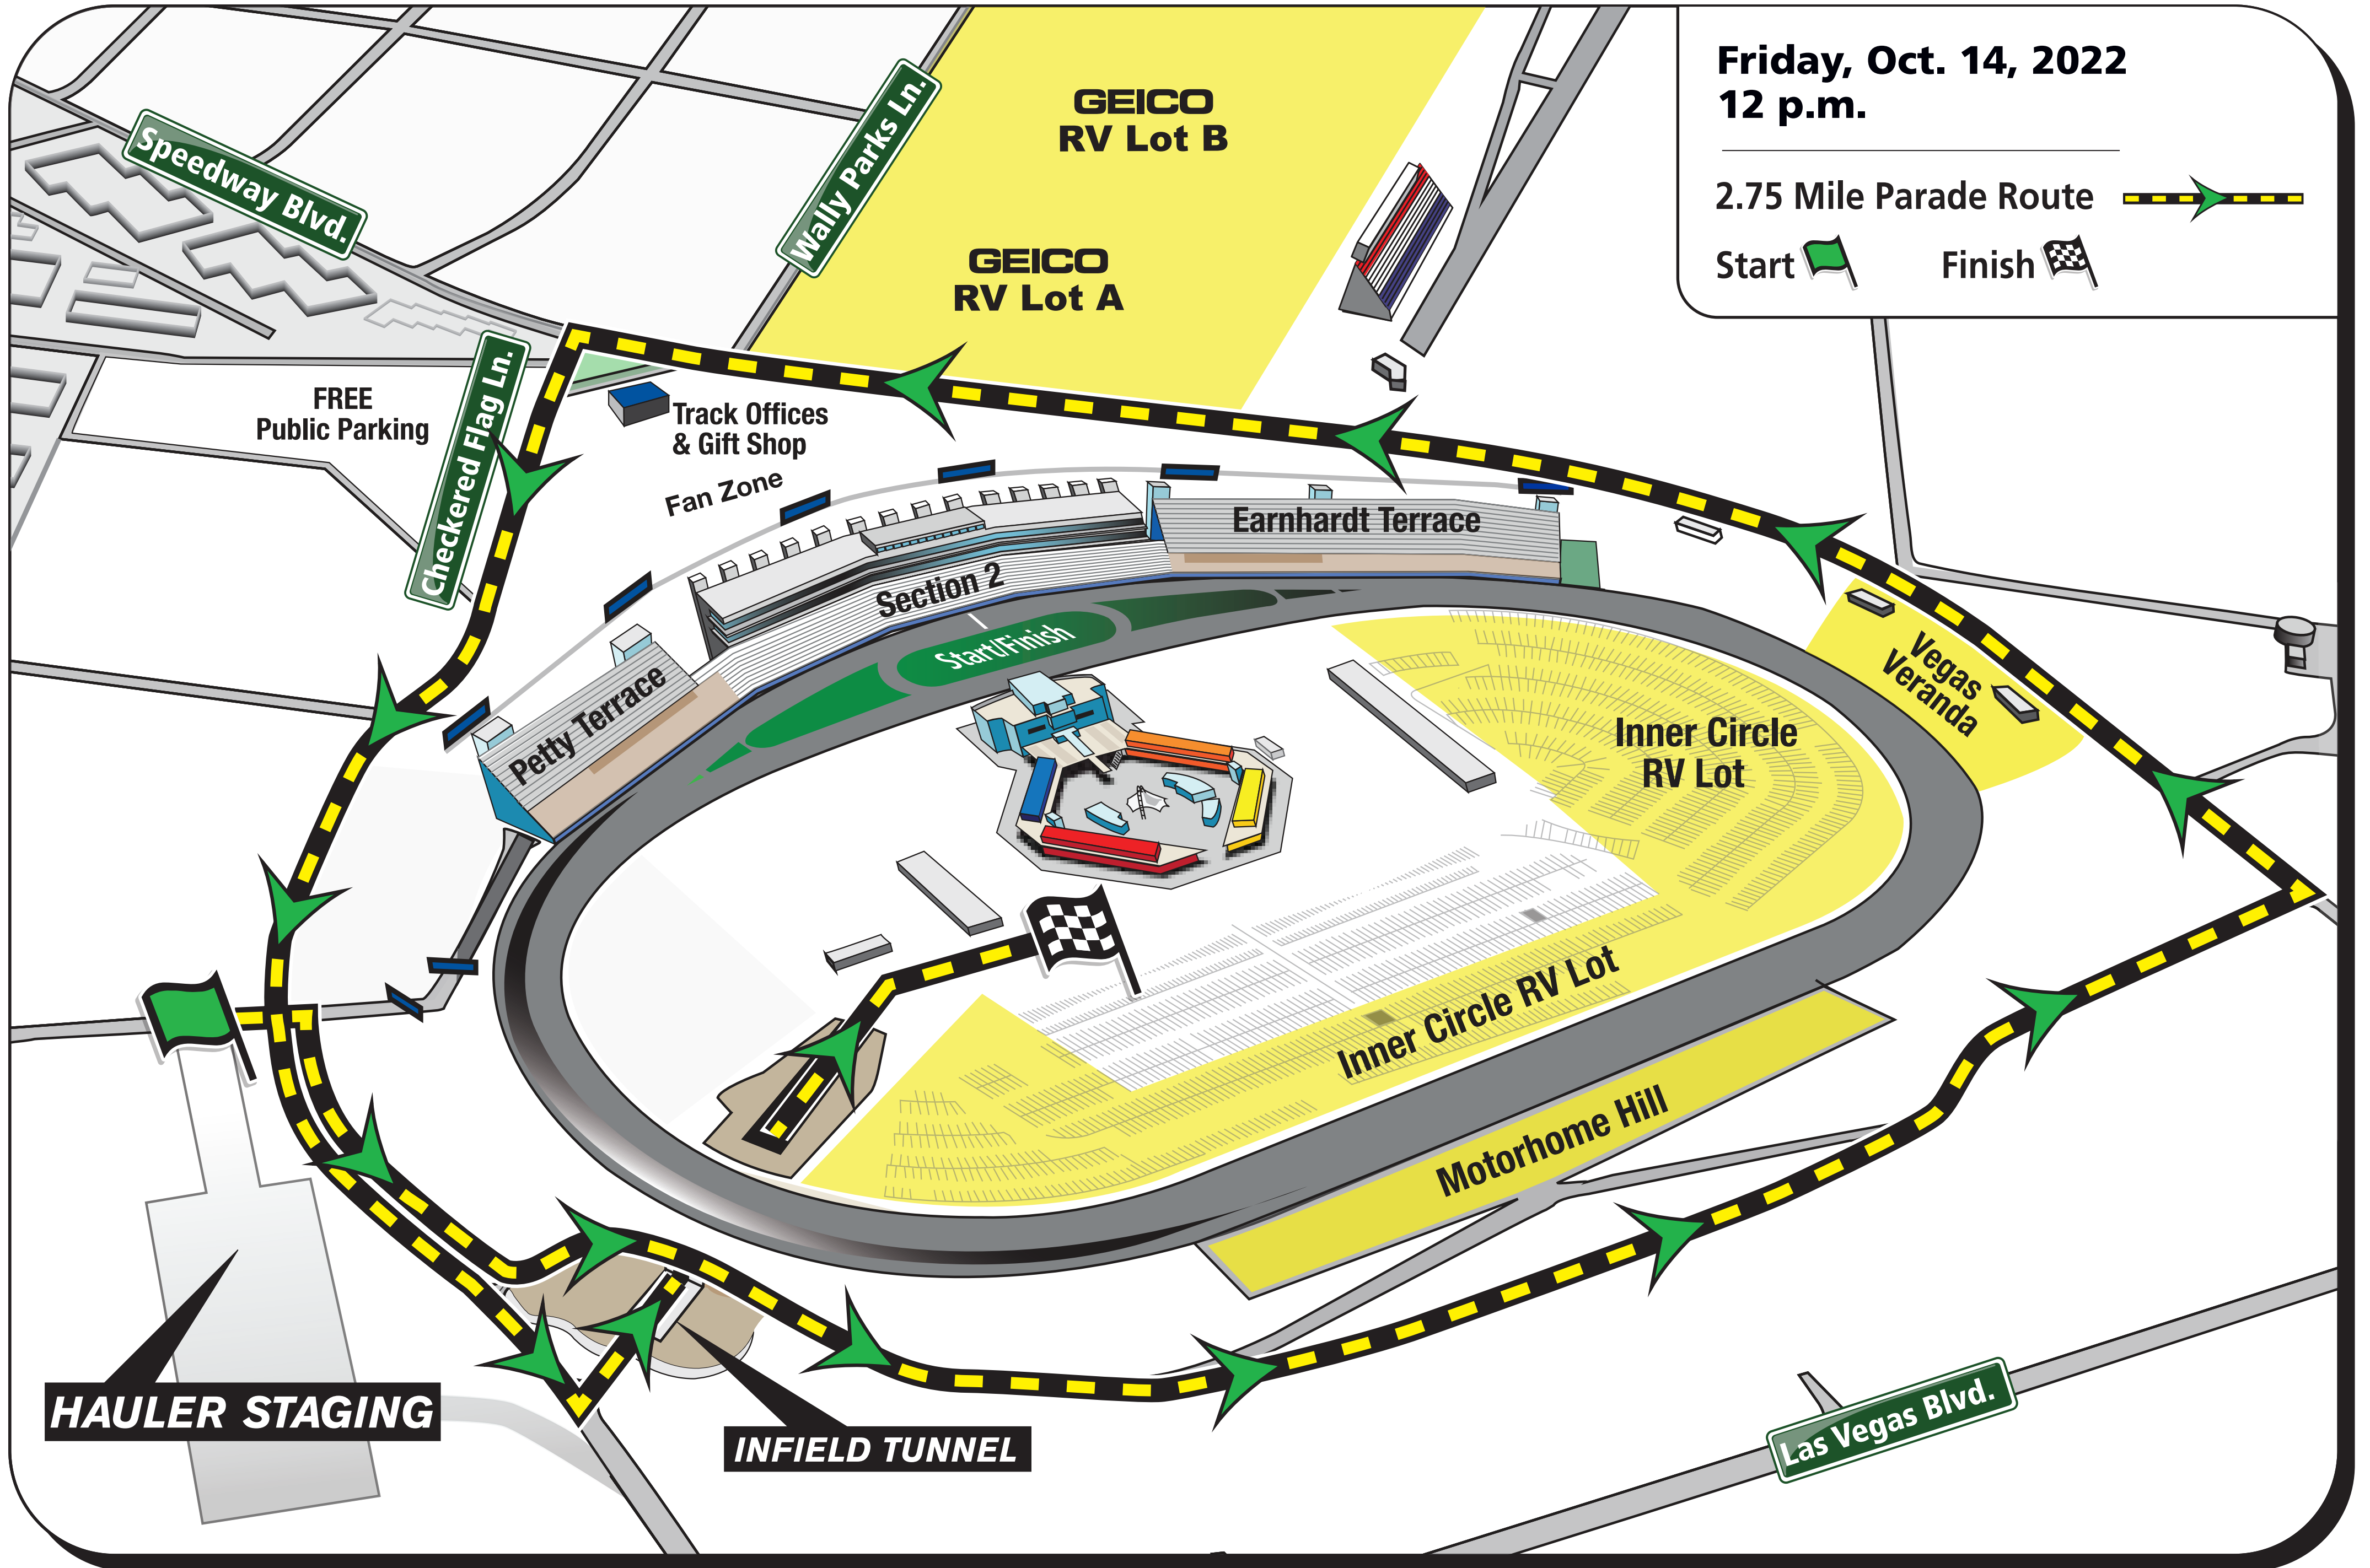 Friday, Oct. 14, 2022
12 p.m.
2.75 Mile Parade Route
Start
Finish
GEICO
RV Lot B
GEICO
RV Lot A
Speedway Blvd.
Wally Parks Ln.
Checkered Flag Ln.
FREE
Public Parking
Track Offices
& Gift Shop
Fan Zone
Earnhardt Terrace
Section 2
Start/Finish
Petty Terrace
Vegas
Veranda
Inner Circle
RV Lot
Inner Circle RV Lot
Motorhome Hill
HAULER STAGING
INFIELD TUNNEL
Las Vegas Blvd.